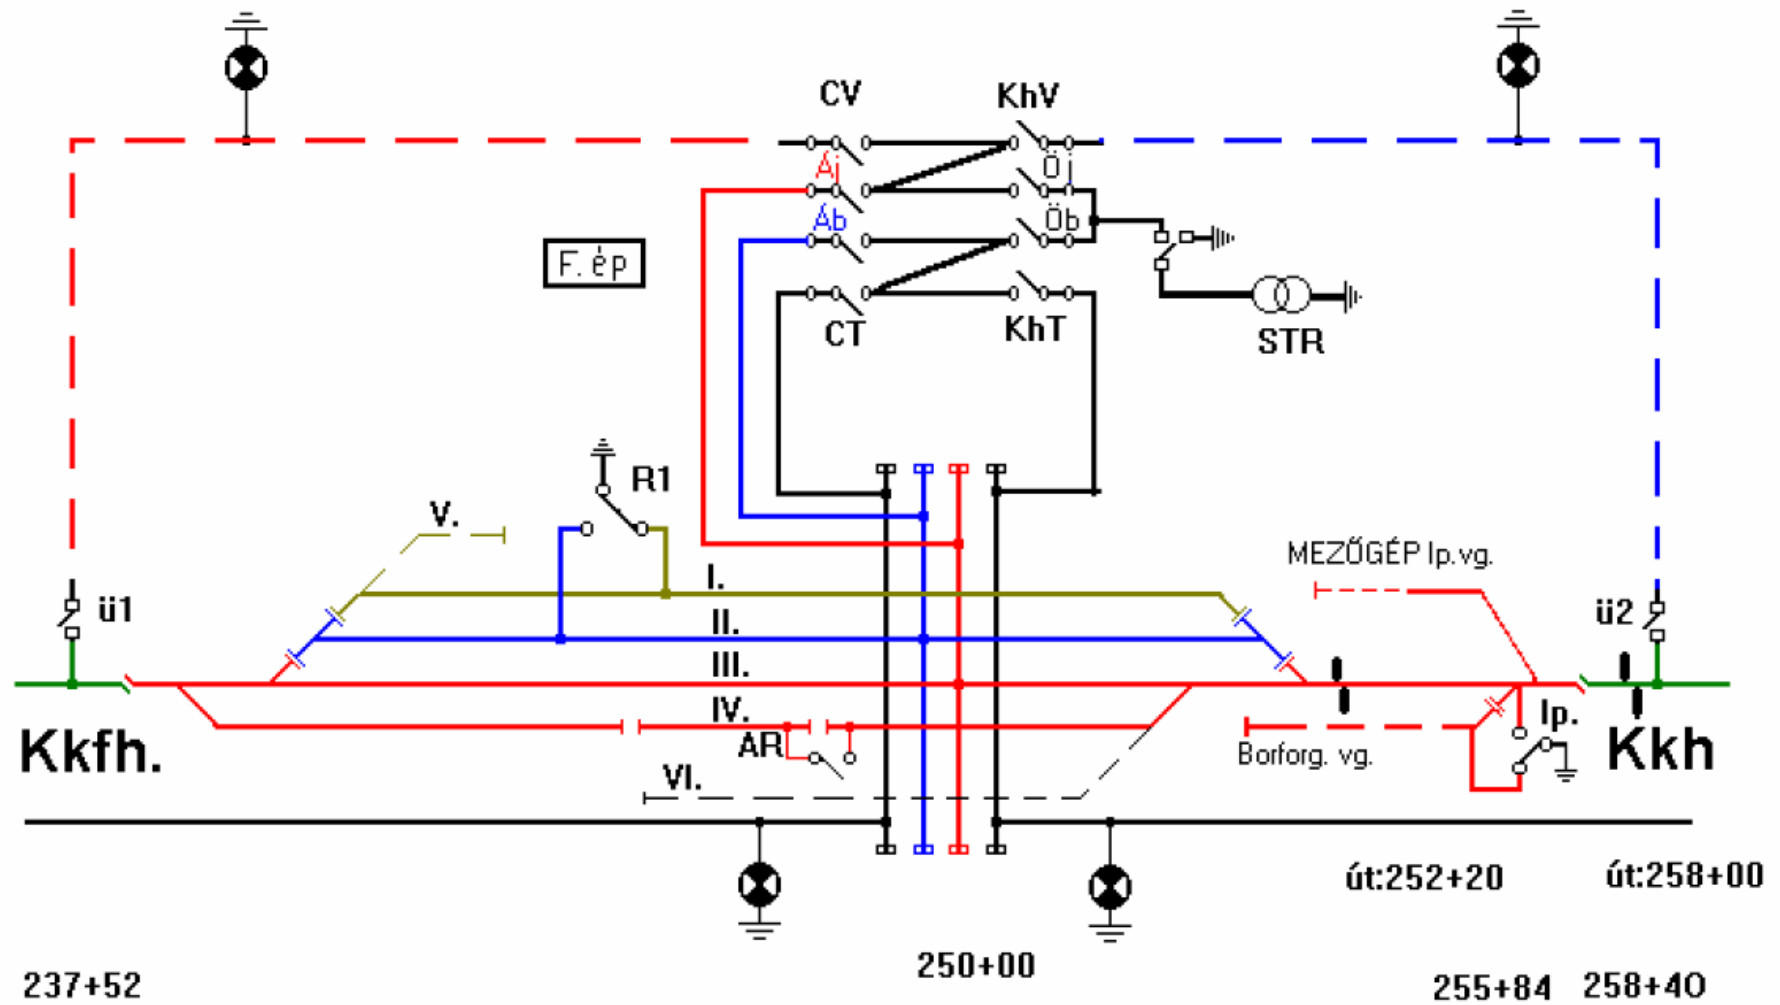 CV
KhV
Áj
Öj
Áb
Öb
F. ép
CT
KhT
STR
R1
V.
MEZŐGÉP Ip.vg.
I.
ü1
II.
ü2
III.
IV.
Ip.
Kkfh.
AR
Borforg. vg.
Kkh
VI.
út:252+20
út:258+00
250+00
237+52
255+84
258+40